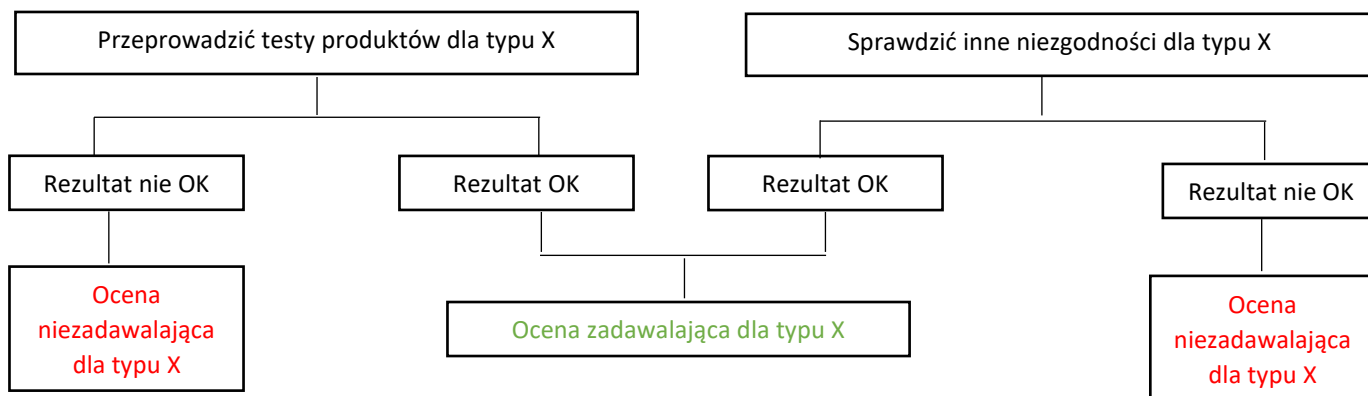 Przeprowadzić testy produktów dla typu X
Sprawdzić inne niezgodności dla typu X
Rezultat nie OK
Rezultat OK
Rezultat OK
Rezultat nie OK
Ocena
niezadawalająca
dla typu X
Ocena zadawalająca dla typu X
Ocena
niezadawalająca
dla typu X